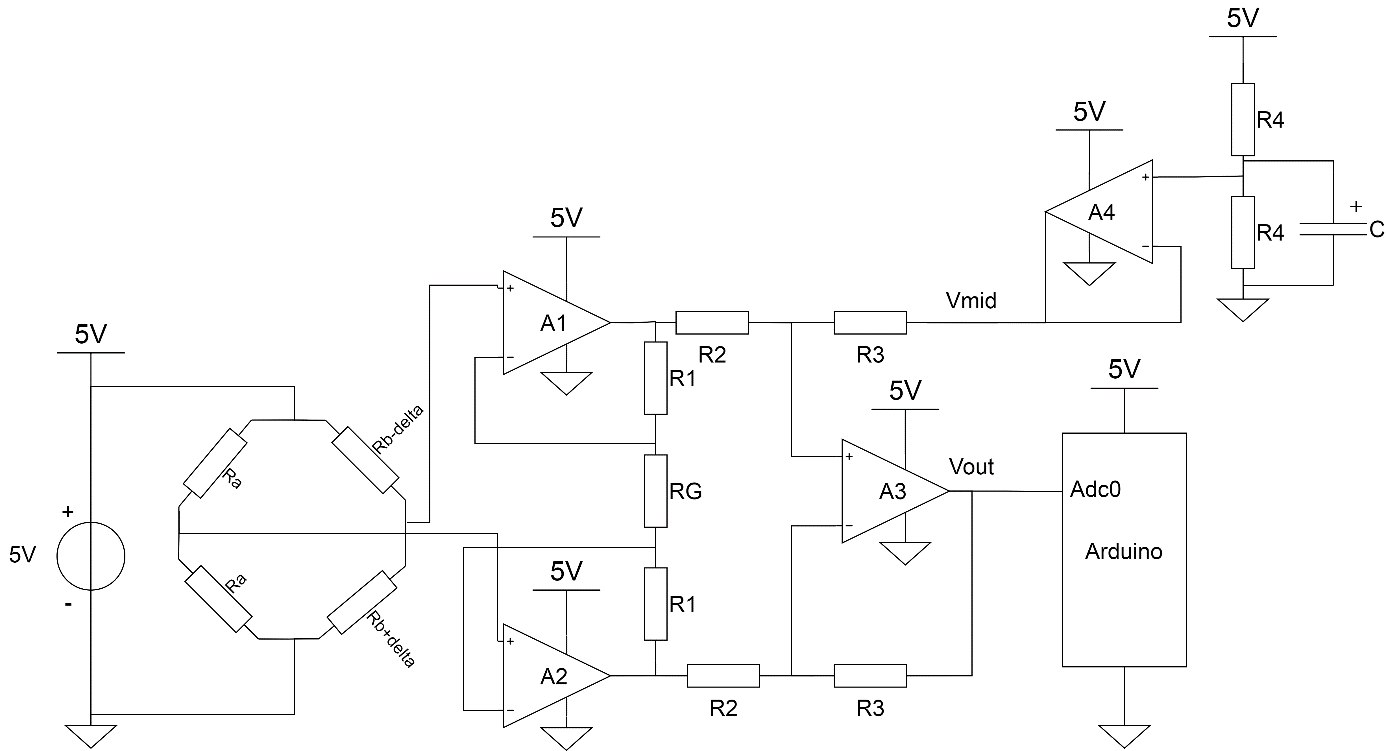 5V
R4
5V
+
A4
-
R4
+
C
5V
+
A1
-
R2
R3
Vmid
R1
5V
Ra
Rb-delta
RG
5V
+
A3
-
Vout
5V
Adc0
Arduino
+
5V
-
Ra
Rb+delta
5V
+
A2
-
R1
R2
R3